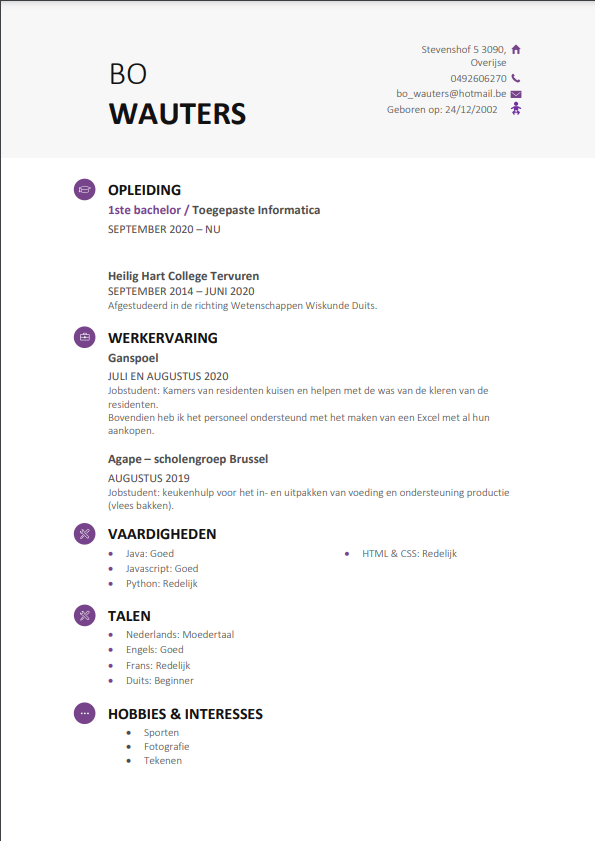 BO
WAUTERS
Stevenshof 5 3090,
Overijse
0492606270
bo_wauters@hotmail.be
Geboren op: 24/12/2002
OPLEIDING
1ste bachelor / Toegepaste Informatica
SEPTEMBER 2020 – NU
Heilig Hart College Tervuren
SEPTEMBER 2014 – JUNI 2020
Afgestudeerd in de richting Wetenschappen Wiskunde Duits.
WERKERVARING
Ganspoel
JULI EN AUGUSTUS 2020
Jobstudent: Kamers van residenten kuisen en helpen met de was van de kleren van de
residenten.
Bovendien heb ik het personeel ondersteund met het maken van een Excel met al hun
aankopen.
Agape – scholengroep Brussel
AUGUSTUS 2019
Jobstudent: keukenhulp voor het in- en uitpakken van voeding en ondersteuning productie
(vlees bakken).
VAARDIGHEDEN
• Java: Goed
• Javascript: Goed
• Python: Redelijk
• HTML & CSS: Redelijk
TALEN
• Nederlands: Moedertaal
• Engels: Goed
• Frans: Redelijk
• Duits: Beginner
HOBBIES & INTERESSES
• Sporten
• Fotografie
• Tekenen